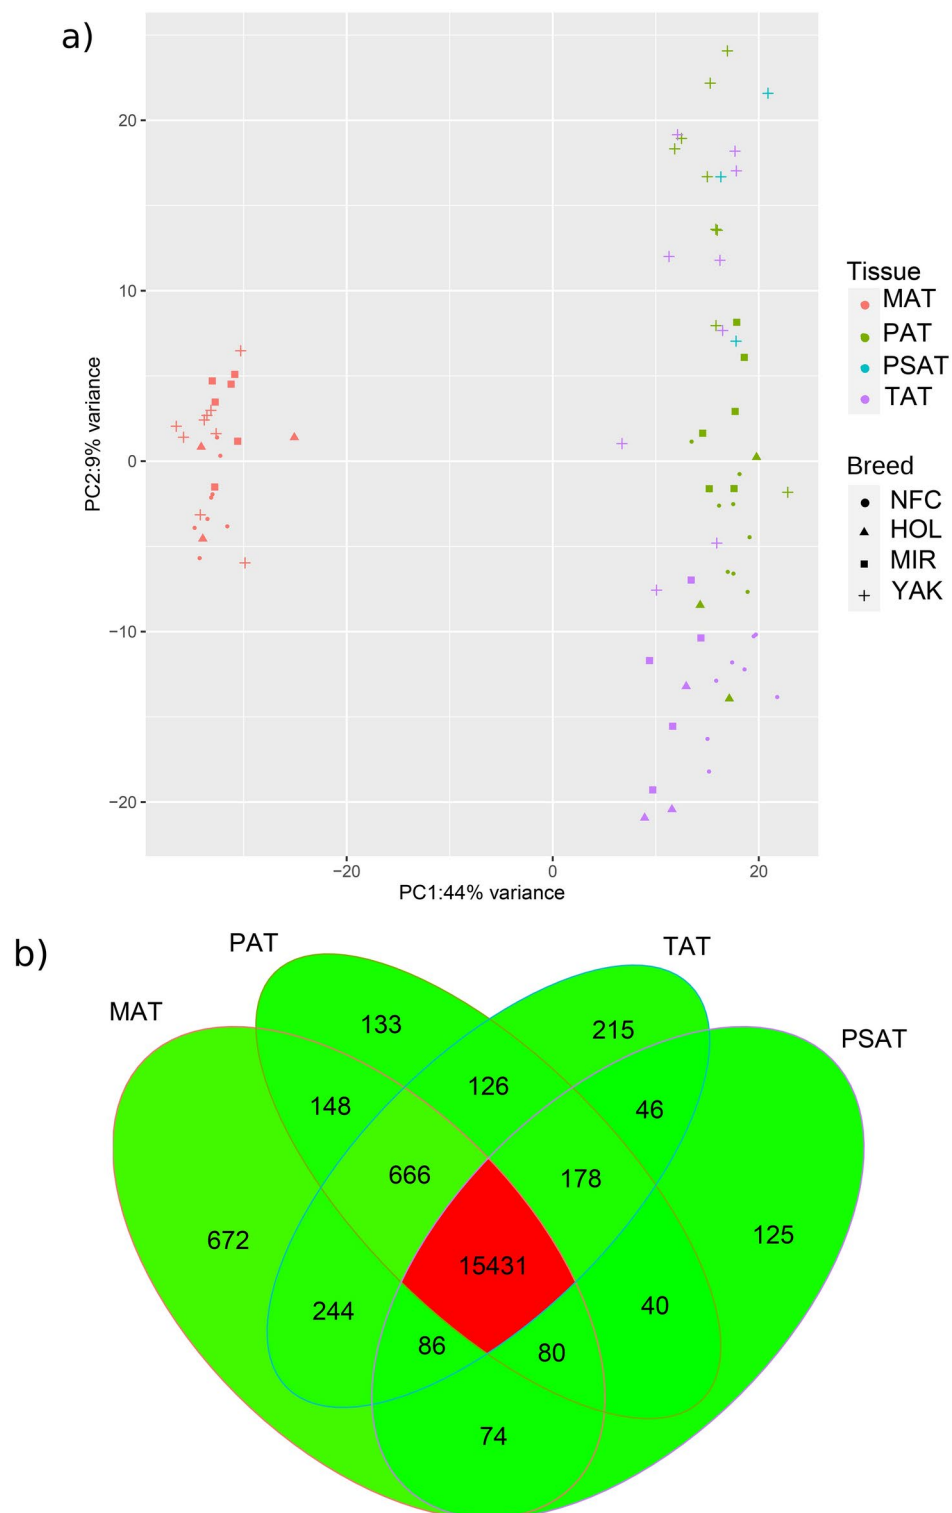 a)
20
10
0
−10
−20
PC2:9% variance
−20 0 20
PC1:44% variance
Tissue
MAT
PAT
PSAT
TAT
Breed
NFC
HOL
MIR
YAK
b)
PAT
TAT
MAT
PSAT
133
215
126
148
46
666
178
672
125
15431
244
40
86
80
74